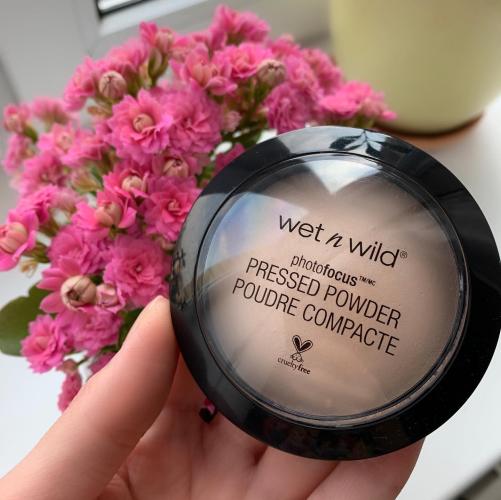 wet n wild®
photofocus™/MC
PRESSED POWDER
POUDRE COMPACTE
crueltyfree